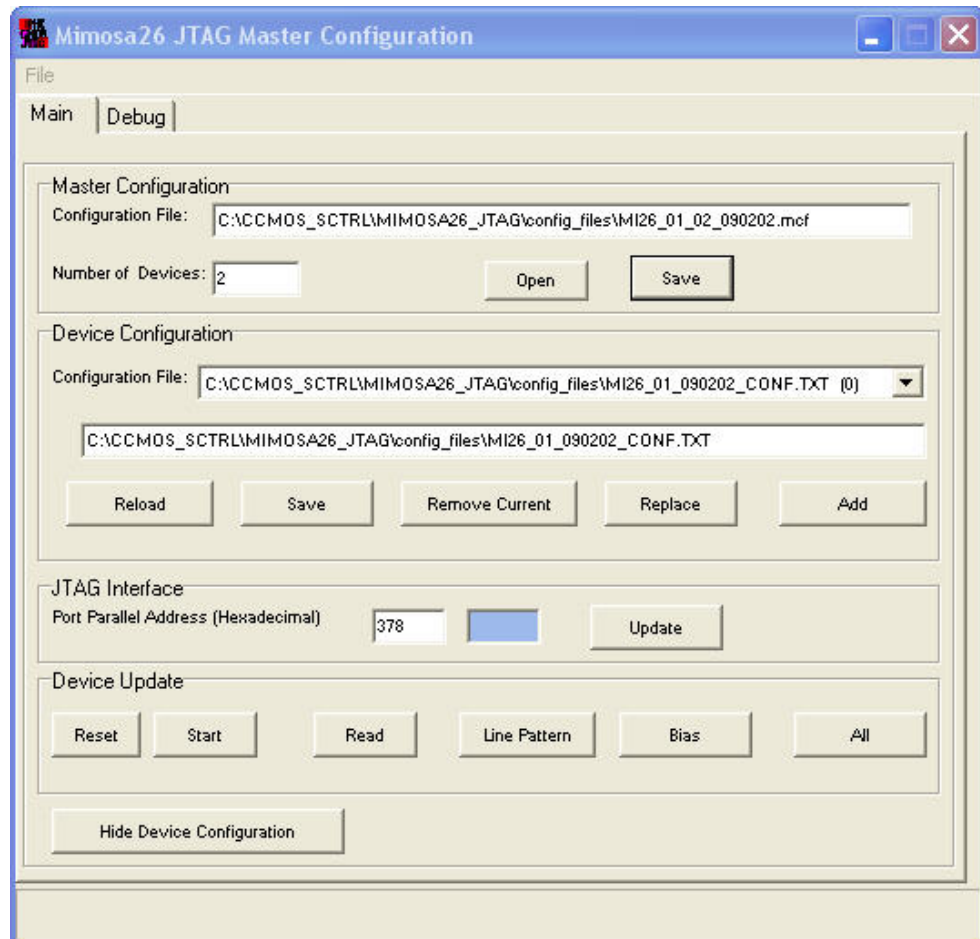 Mimosa26 JTAG Master Configuration
File
Main Debug
Master Configuration
Configuration File: C:\CCMOS_SCTRL\MIMOSA26_JTAG\config_files\MI26_01_02_090202.mcf
Number of Devices: 2 Open Save
Device Configuration
Configuration File: C:\CCMOS_SCTRL\MIMOSA26_JTAG\config_files\MI26_01_090202_CONF.TXT (0)
C:\CCMOS_SCTRL\MIMOSA26_JTAG\config_files\MI26_01_090202_CONF.TXT
Reload Save Remove Current Replace Add
JTAG Interface
Port Parallel Address (Hexadecimal) 378 Update
Device Update
Reset Start Read Line Pattern Bias All
Hide Device Configuration